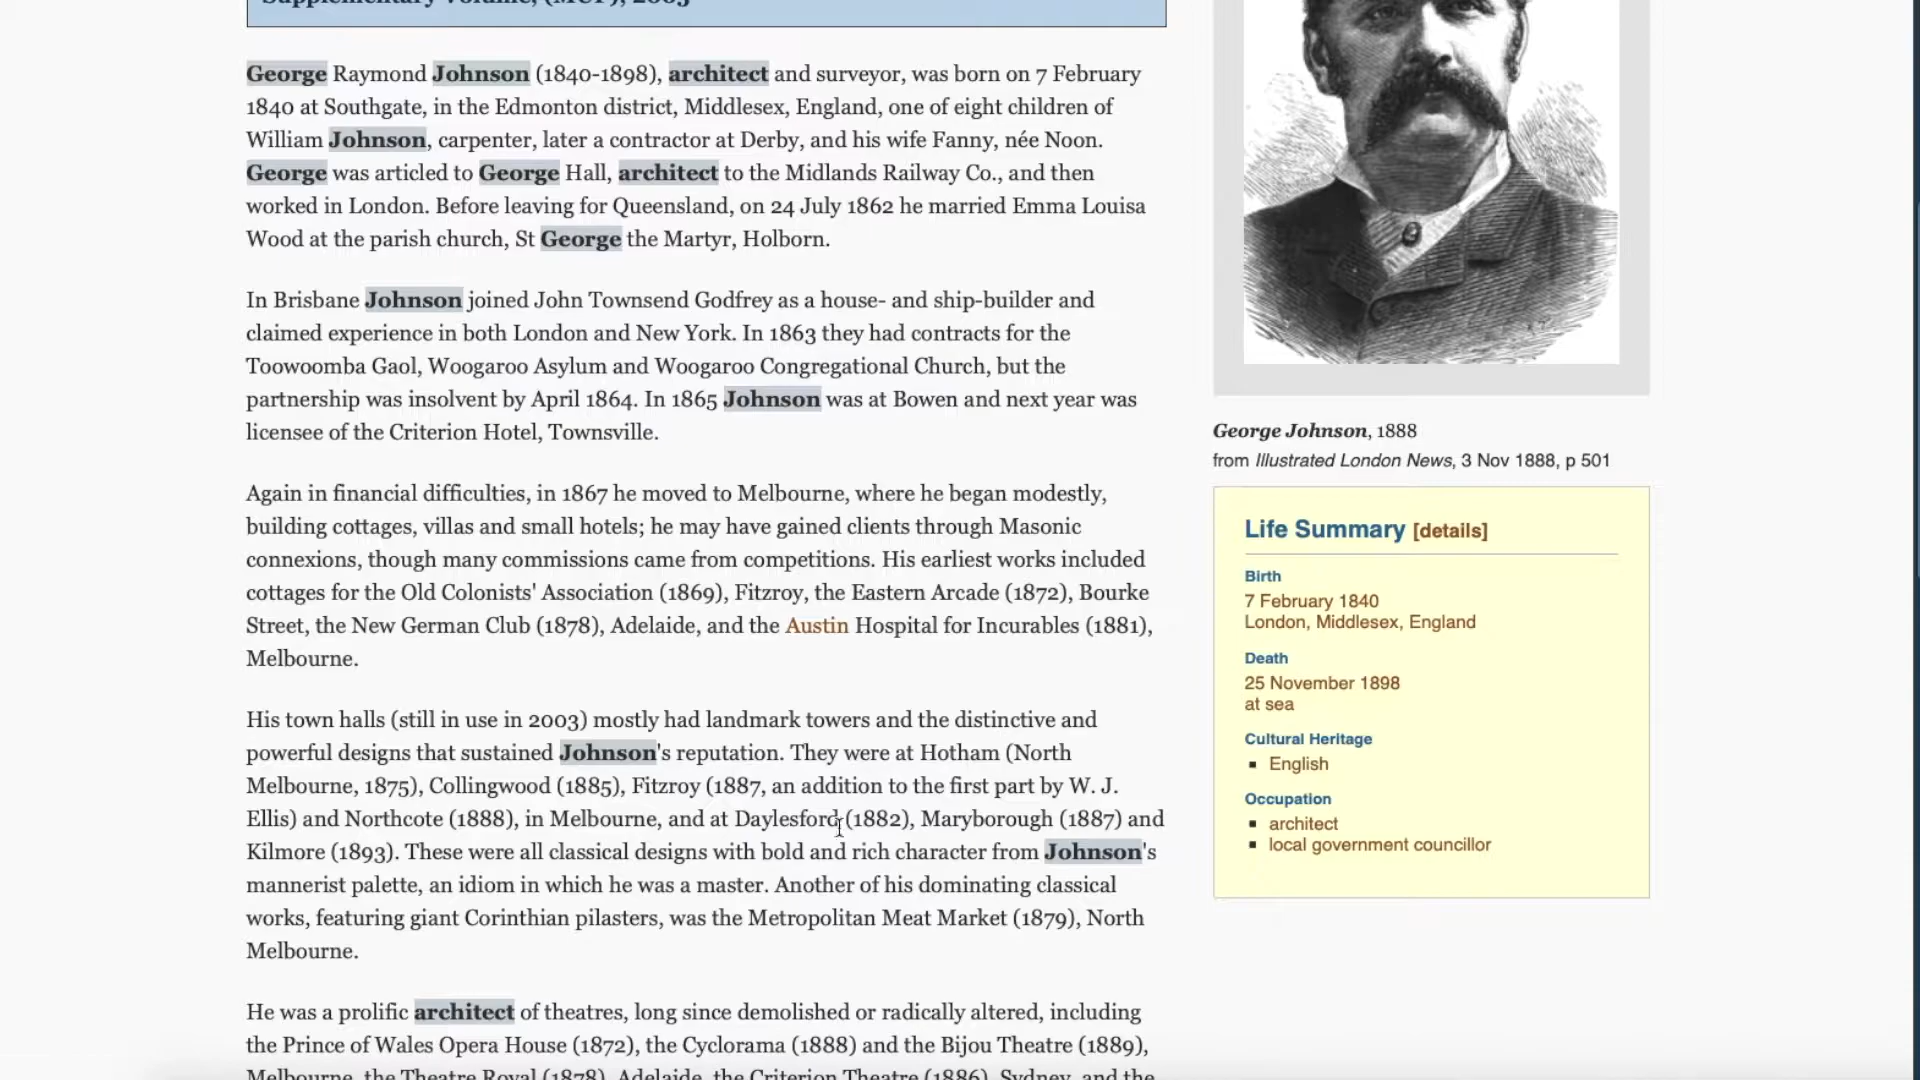 Supplementary Volume, (MUP), 2005
George Raymond Johnson (1840-1898), architect and surveyor, was born on 7 February
1840 at Southgate, in the Edmonton district, Middlesex, England, one of eight children of
William Johnson, carpenter, later a contractor at Derby, and his wife Fanny, née Noon.
George was articled to George Hall, architect to the Midlands Railway Co., and then
worked in London. Before leaving for Queensland, on 24 July 1862 he married Emma Louisa
Wood at the parish church, St George the Martyr, Holborn.
In Brisbane Johnson joined John Townsend Godfrey as a house- and ship-builder and
claimed experience in both London and New York. In 1863 they had contracts for the
Toowoomba Gaol, Woogaroo Asylum and Woogaroo Congregational Church, but the
partnership was insolvent by April 1864. In 1865 Johnson was at Bowen and next year was
licensee of the Criterion Hotel, Townsville.
Again in financial difficulties, in 1867 he moved to Melbourne, where he began modestly,
building cottages, villas and small hotels; he may have gained clients through Masonic
connexions, though many commissions came from competitions. His earliest works included
cottages for the Old Colonists' Association (1869), Fitzroy, the Eastern Arcade (1872), Bourke
Street, the New German Club (1878), Adelaide, and the Austin Hospital for Incurables (1881),
Melbourne.
His town halls (still in use in 2003) mostly had landmark towers and the distinctive and
powerful designs that sustained Johnson's reputation. They were at Hotham (North
Melbourne, 1875), Collingwood (1885), Fitzroy (1887, an addition to the first part by W. J.
Ellis) and Northcote (1888), in Melbourne, and at Daylesford (1882), Maryborough (1887) and
Kilmore (1893). These were all classical designs with bold and rich character from Johnson's
mannerist palette, an idiom in which he was a master. Another of his dominating classical
works, featuring giant Corinthian pilasters, was the Metropolitan Meat Market (1879), North
Melbourne.
He was a prolific architect of theatres, long since demolished or radically altered, including
the Prince of Wales Opera House (1872), the Cyclorama (1888) and the Bijou Theatre (1889),
Melbourne, the Theatre Royal (1878), Adelaide, the Criterion Theatre (1886), Sydney, and the
George Johnson, 1888
from Illustrated London News, 3 Nov 1888, p 501
Life Summary [details]
Birth
7 February 1840
London, Middlesex, England
Death
25 November 1898
at sea
Cultural Heritage
English
Occupation
architect
local government councillor